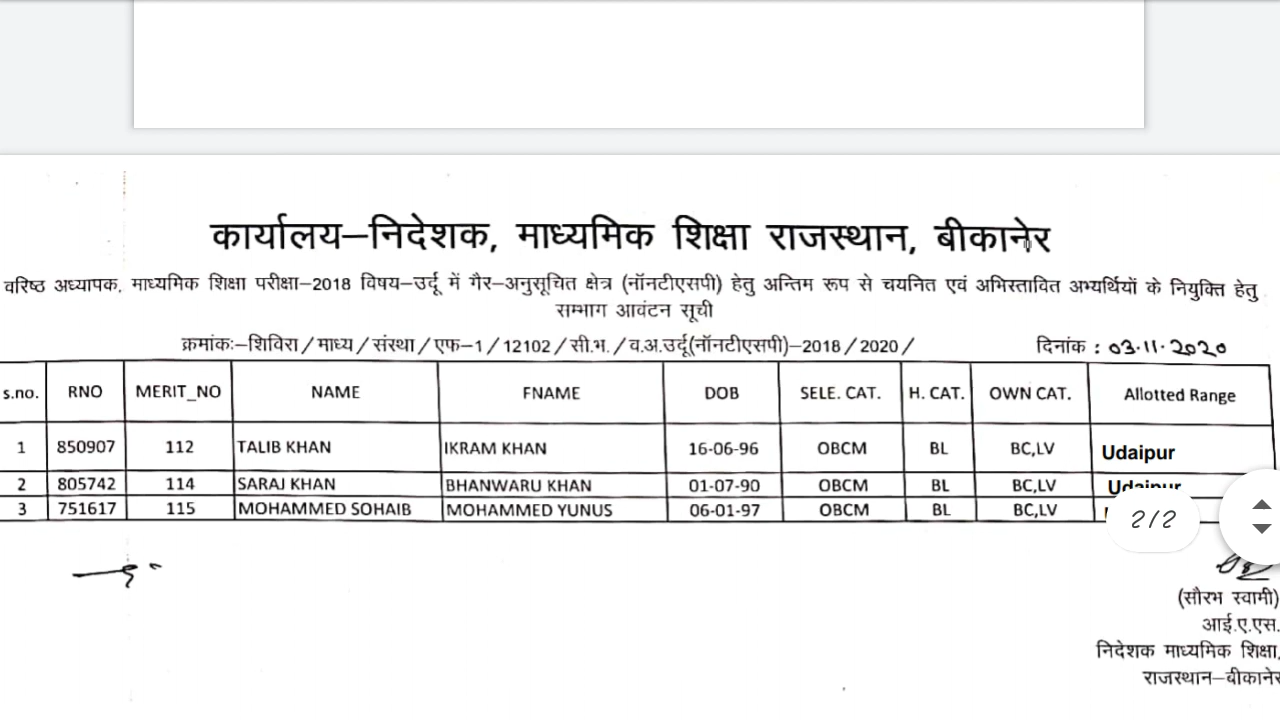 कार्यालय–निदेशक, माध्यमिक शिक्षा राजस्थान, बीकानेर
वरिष्ठ अध्यापक, माध्यमिक शिक्षा परीक्षा–2018 विषय–उर्दू में गैर–अनुसूचित क्षेत्र (नॉनटीएसपी) हेतु अन्तिम रूप से चयनित एवं अभिस्तावित अभ्यर्थियों के नियुक्ति हेतु
सम्भाग आवंटन सूची
क्रमांकः–शिविरा/माध्य/संस्था/एफ–1/12102/सी.भ./व.अ.उर्दू(नॉनटीएसपी)–2018/2020/ दिनांक : 03.11.2020
s.no. RNO MERIT_NO NAME FNAME DOB SELE. CAT. H. CAT. OWN CAT. Allotted Range
1 850907 112 TALIB KHAN IKRAM KHAN 16-06-96 OBCM BL BC,LV Udaipur
2 805742 114 SARAJ KHAN BHANWARU KHAN 01-07-90 OBCM BL BC,LV Udaipur
3 751617 115 MOHAMMED SOHAIB MOHAMMED YUNUS 06-01-97 OBCM BL BC,LV
2/2
(सौरभ स्वामी)
आई.ए.एस.
निदेशक माध्यमिक शिक्षा,
राजस्थान–बीकानेर